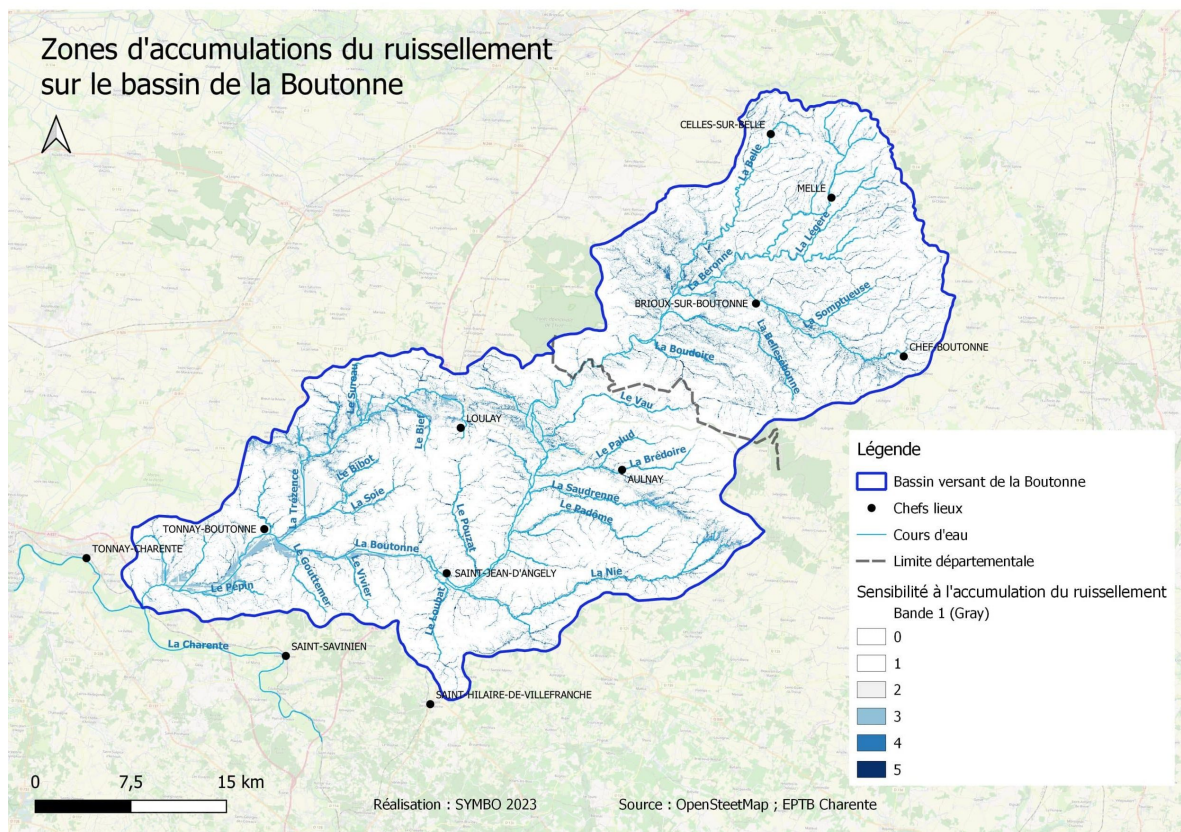 Zones d'accumulations du ruissellement
sur le bassin de la Boutonne
CELLES-SUR-BELLE
La Belle
MELLE
La Légère
La Béronne
BRIOUX-SUR-BOUTONNE
La Somptueuse
La Bellesebonne
La Boudoire
CHEF-BOUTONNE
Le Sureau
Le Vau
LOULAY
Le Bief
Le Palud
La Brédoire
AULNAY
Le Bibot
La Soie
La Trézence
La Saudrenne
Le Padôme
Le Pouzat
TONNAY-BOUTONNE
TONNAY-CHARENTE
La Boutonne
Le Gouttemer
Le Vivier
SAINT-JEAN-D'ANGELY
La Nie
Le Pépin
Le Loubat
La Charente
SAINT-SAVINIEN
SAINT-HILAIRE-DE-VILLEFRANCHE
Légende
Bassin versant de la Boutonne
Chefs lieux
Cours d'eau
Limite départementale
Sensibilité à l'accumulation du ruissellement
Bande 1 (Gray)
0
1
2
3
4
5
0 7,5 15 km
Réalisation : SYMBO 2023 Source : OpenSteetMap ; EPTB Charente